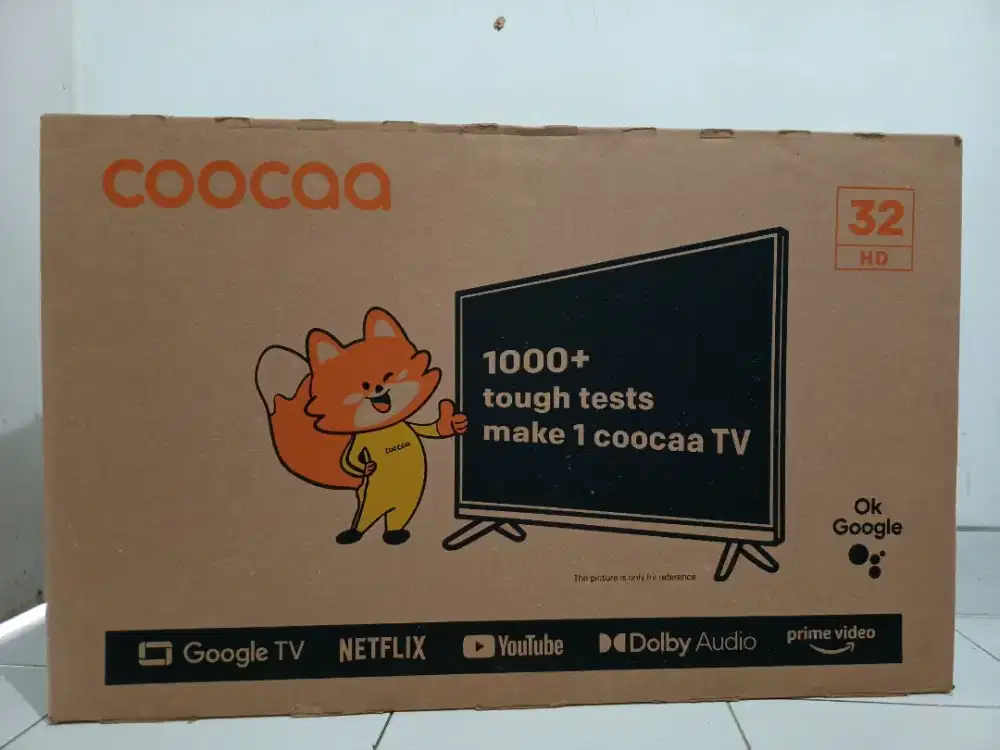 coocaa
32
HD
1000+
tough tests
make 1 coocaa TV
coocaa
Ok
Google
The picture is only for reference
Google TV
NETFLIX
YouTube
Dolby Audio
prime video